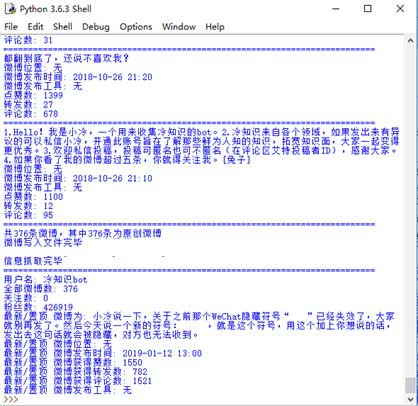 Python 3.6.3 Shell
File Edit Shell Debug Options Window Help
评论数: 31
都翻到底了，还说不喜欢我？
微博位置: 无
微博发布时间: 2018-10-26 21:20
微博发布工具: 无
点赞数: 1399
转发数: 27
评论数: 678
1.Hello! 我是小冷，一个用来收集冷知识的bot。2.冷知识来自各个领域，如果发出来有异
议的可以私信小冷，开通此账号旨在了解那些鲜为人知的知识，拓宽知识面，大家一起变得
更优秀。3.欢迎私信投稿，投稿可匿名也可不匿名（在评论区艾特投稿者ID），感谢大家。
4.如果你看了我的微博超过五条，你就得关注我。[兔子]
微博位置: 无
微博发布时间: 2018-10-26 21:10
微博发布工具: 无
点赞数: 1100
转发数: 12
评论数: 95
共376条微博，其中376条为原创微博
微博写入文件完毕
信息抓取完毕
用户名: 冷知识bot
全部微博数: 376
关注数: 0
粉丝数: 426919
最新/置顶 微博为: 小冷说一下，关于之前那个WeChat隐藏符号“ ”已经失效了，大家
就别再发了。然后今天说一个新的符号： ，就是这个符号，用这个加上你想说的话，
发出去这句话就会被隐藏，对方也无法收到。
最新/置顶 微博位置: 无
最新/置顶 微博发布时间: 2019-01-12 13:00
最新/置顶 微博获得赞数: 1550
最新/置顶 微博获得转发数: 782
最新/置顶 微博获得评论数: 1521
最新/置顶 微博发布工具: 无
>>>